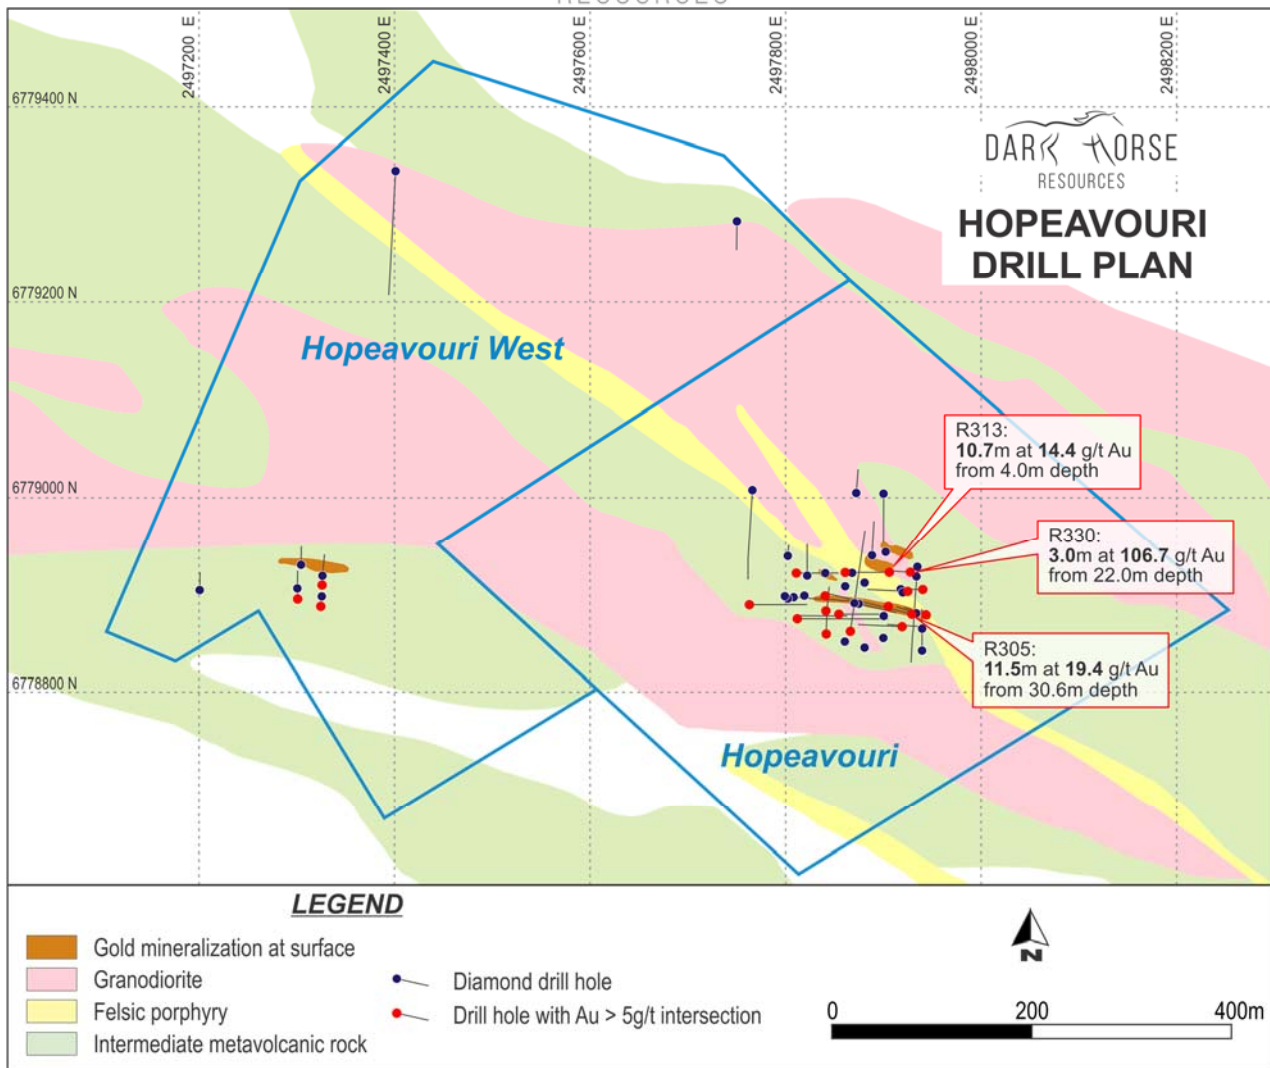 RESOURCES
2497200 E
2497400 E
2497600 E
2497800 E
2498000 E
2498200 E
6779400 N
DARK HORSE
RESOURCES
HOPEAVOURI
DRILL PLAN
6779200 N
Hopeavouri West
R313:
10.7m at 14.4 g/t Au
from 4.0m depth
6779000 N
R330:
3.0m at 106.7 g/t Au
from 22.0m depth
R305:
11.5m at 19.4 g/t Au
from 30.6m depth
6778800 N
Hopeavouri
LEGEND
Gold mineralization at surface
Granodiorite
Felsic porphyry
Intermediate metavolcanic rock
Diamond drill hole
Drill hole with Au > 5g/t intersection
N
0 200 400m